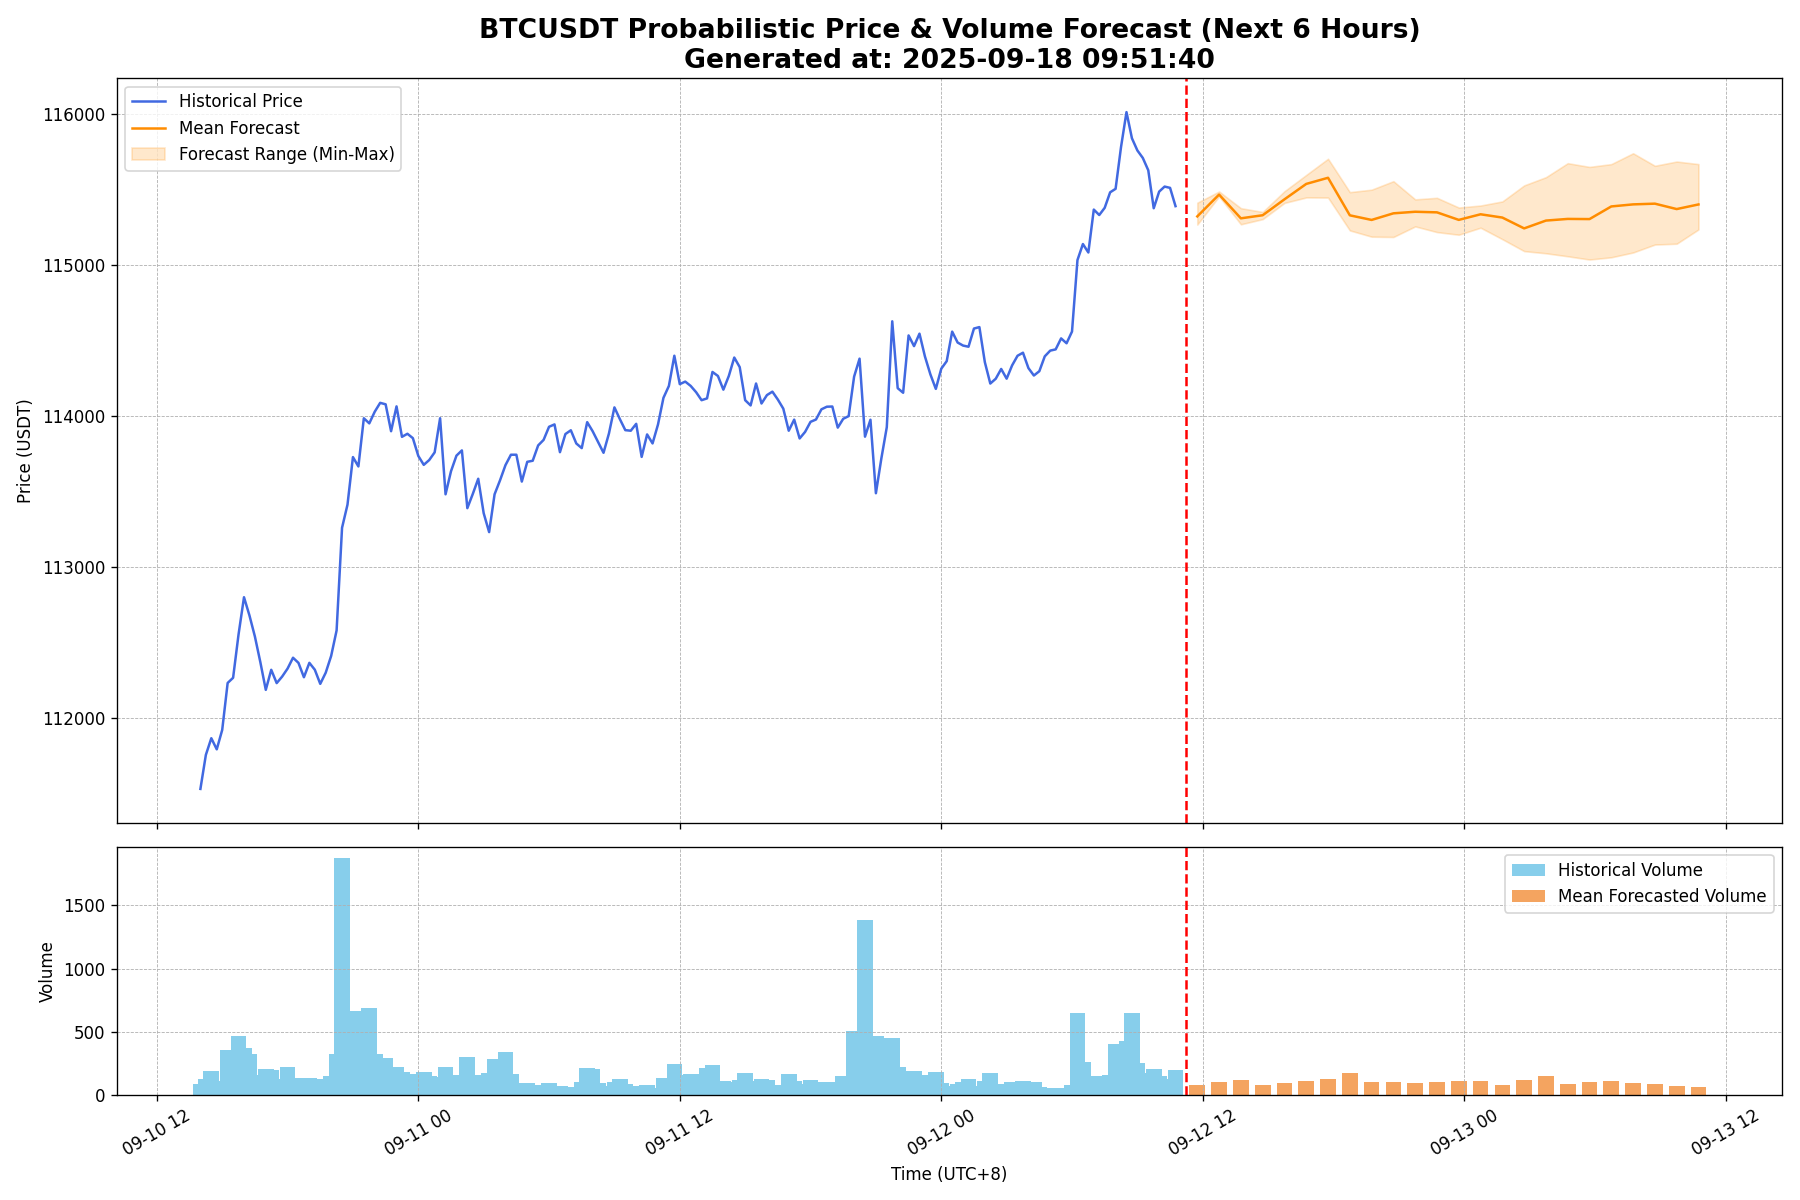 BTCUSDT Probabilistic Price & Volume Forecast (Next 6 Hours)
Generated at: 2025-09-18 09:51:40
Historical Price
Mean Forecast
Forecast Range (Min-Max)
116000
115000
114000
113000
112000
Price (USDT)
Historical Volume
Mean Forecasted Volume
1500
1000
500
0
Volume
09-10 12
09-11 00
09-11 12
09-12 00
09-12 12
09-13 00
09-13 12
Time (UTC+8)